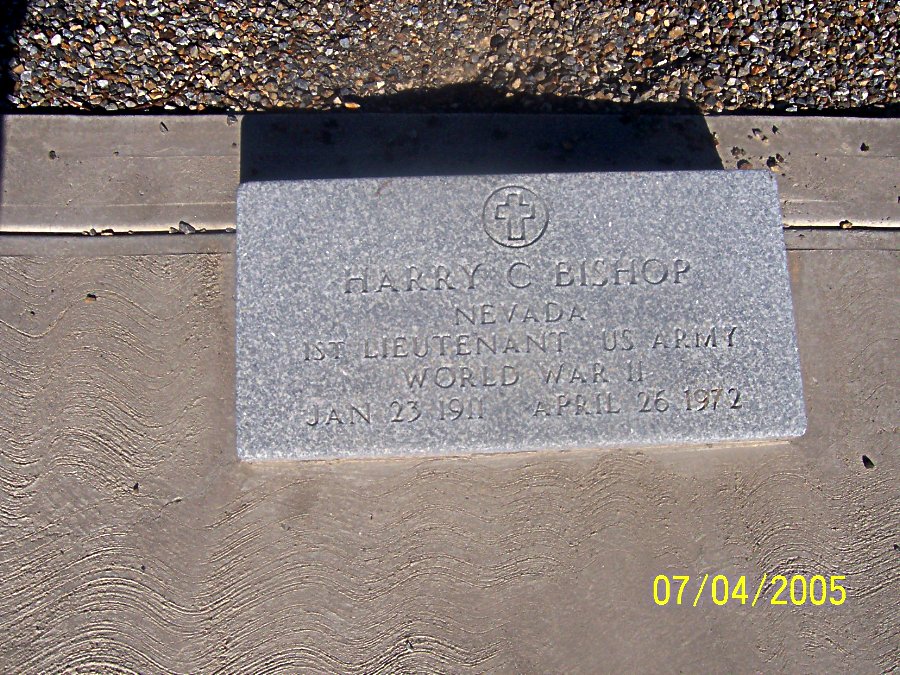 HARRY C BISHOP
NEVADA
1ST LIEUTENANT US ARMY
WORLD WAR II
JAN 23 1911 APRIL 26 1972
07/04/2005